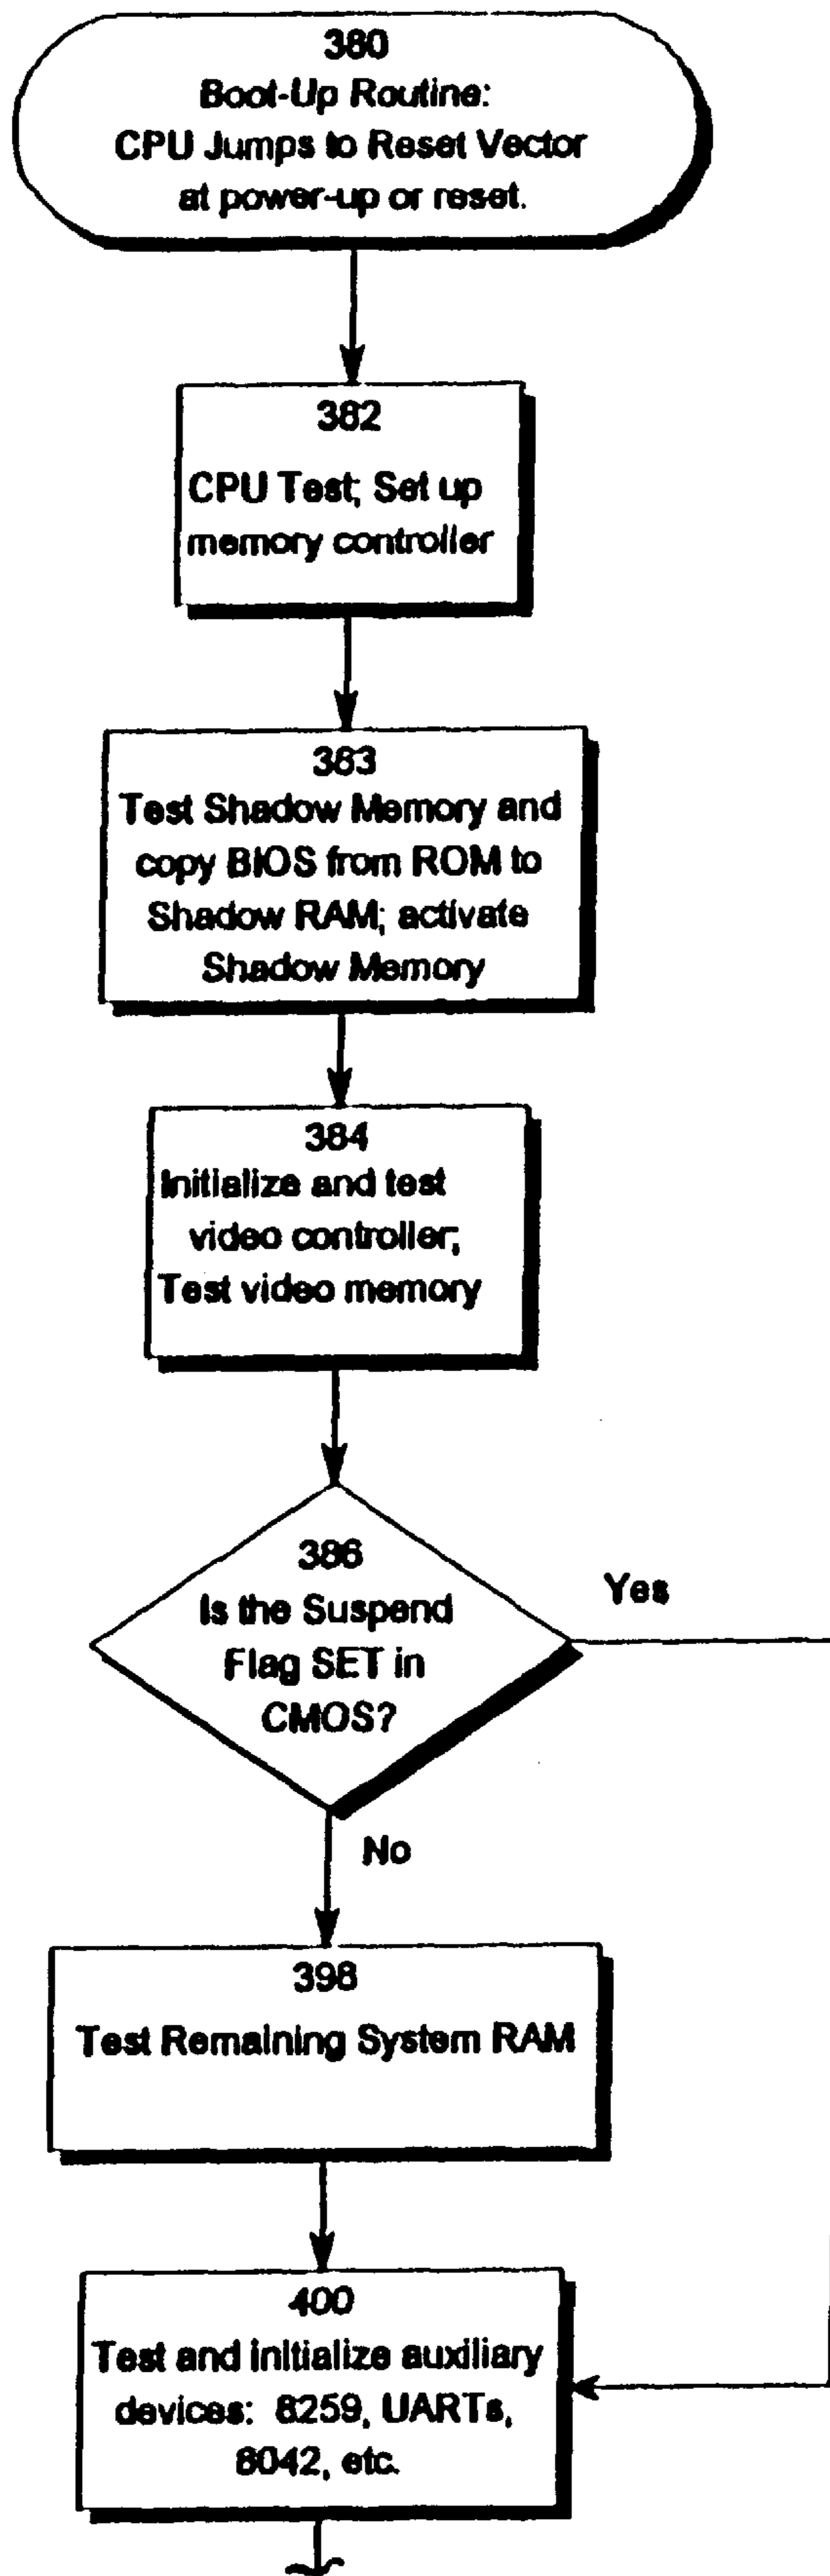 380
Boot-Up Routine:
CPU Jumps to Reset Vector
at power-up or reset.
382
CPU Test; Set up
memory controller
383
Test Shadow Memory and
copy BIOS from ROM to
Shadow RAM; activate
Shadow Memory
384
Initialize and test
video controller;
Test video memory
386
Is the Suspend
Flag SET in
CMOS?
Yes
No
398
Test Remaining System RAM
400
Test and initialize auxiliary
devices: 8259, UARTs,
8042, etc.